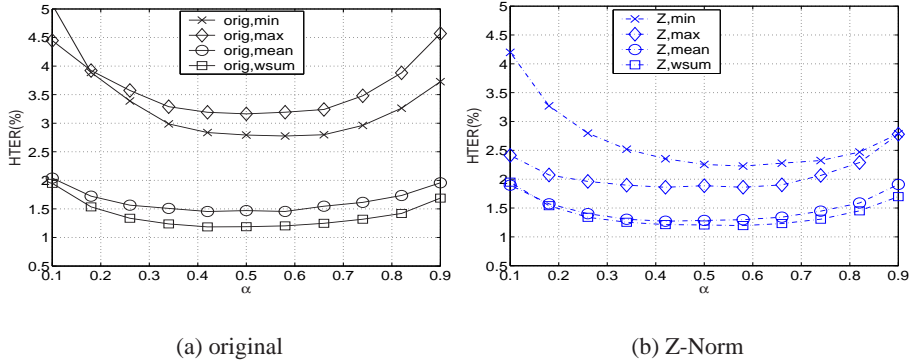 5
4.5
4
3.5
3
2.5
2
1.5
1
0.5
HTER(%)
orig,min
orig,max
orig,mean
orig,wsum
0.1 0.2 0.3 0.4 0.5 0.6 0.7 0.8 0.9
α
(a) original
5
4.5
4
3.5
3
2.5
2
1.5
1
0.5
HTER(%)
Z,min
Z,max
Z,mean
Z,wsum
0.1 0.2 0.3 0.4 0.5 0.6 0.7 0.8 0.9
α
(b) Z-Norm